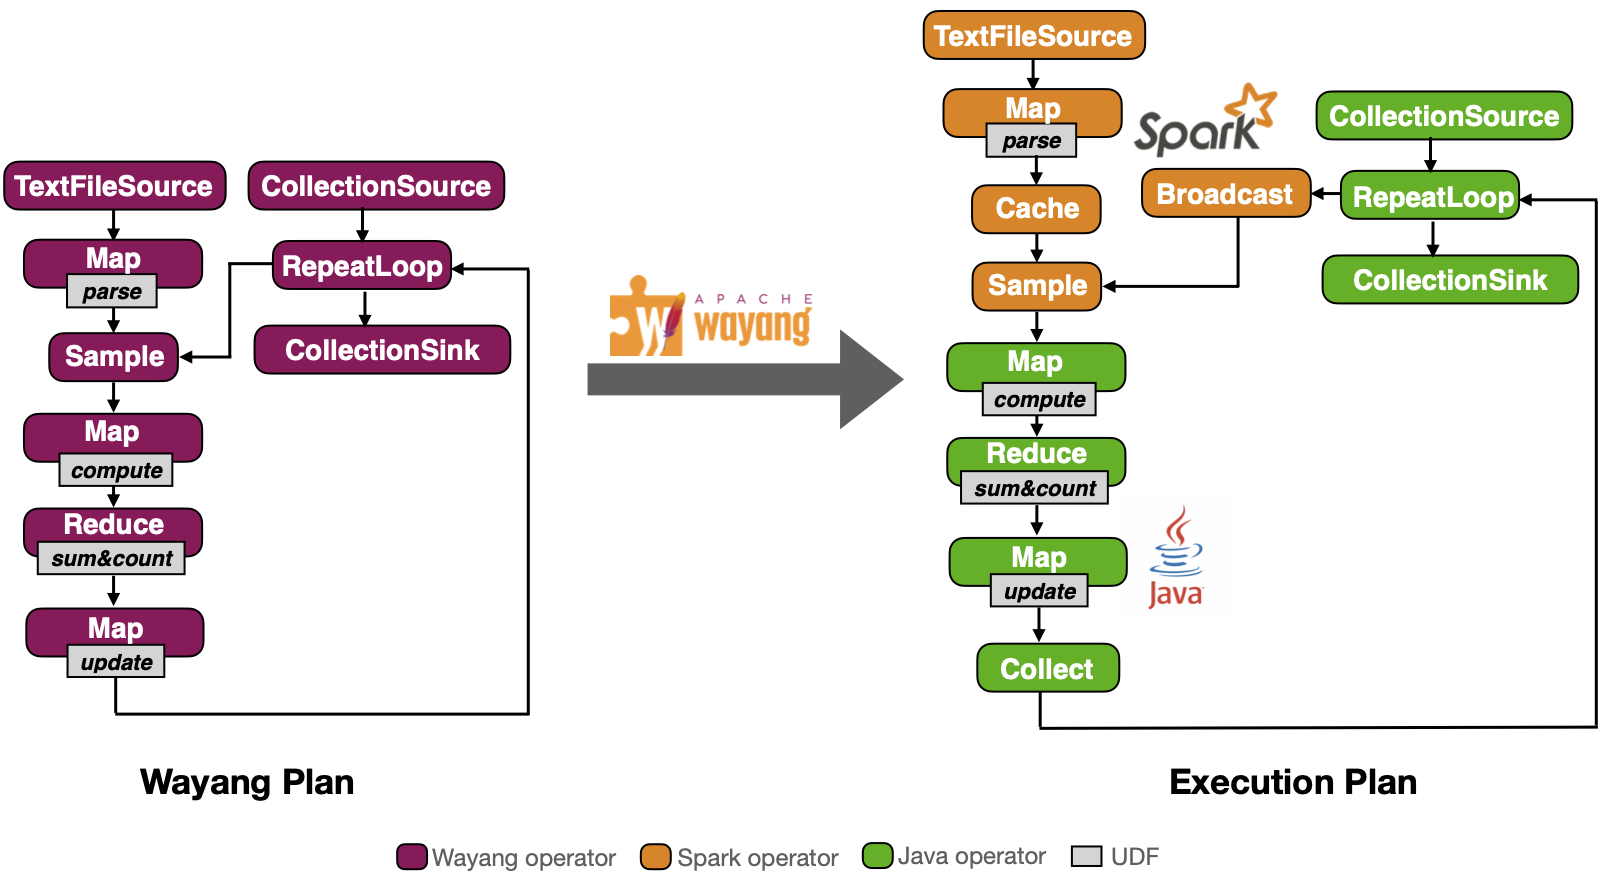 TextFileSource
Map
parse
Sample
Map
compute
Reduce
sum&count
Map
update
CollectionSource
RepeatLoop
CollectionSink
Wayang Plan
APACHE
wayang
TextFileSource
Map
parse
Cache
Sample
Map
compute
Reduce
sum&count
Map
update
Collect
Spark
Broadcast
CollectionSource
RepeatLoop
CollectionSink
Java
Execution Plan
Wayang operator
Spark operator
Java operator
UDF